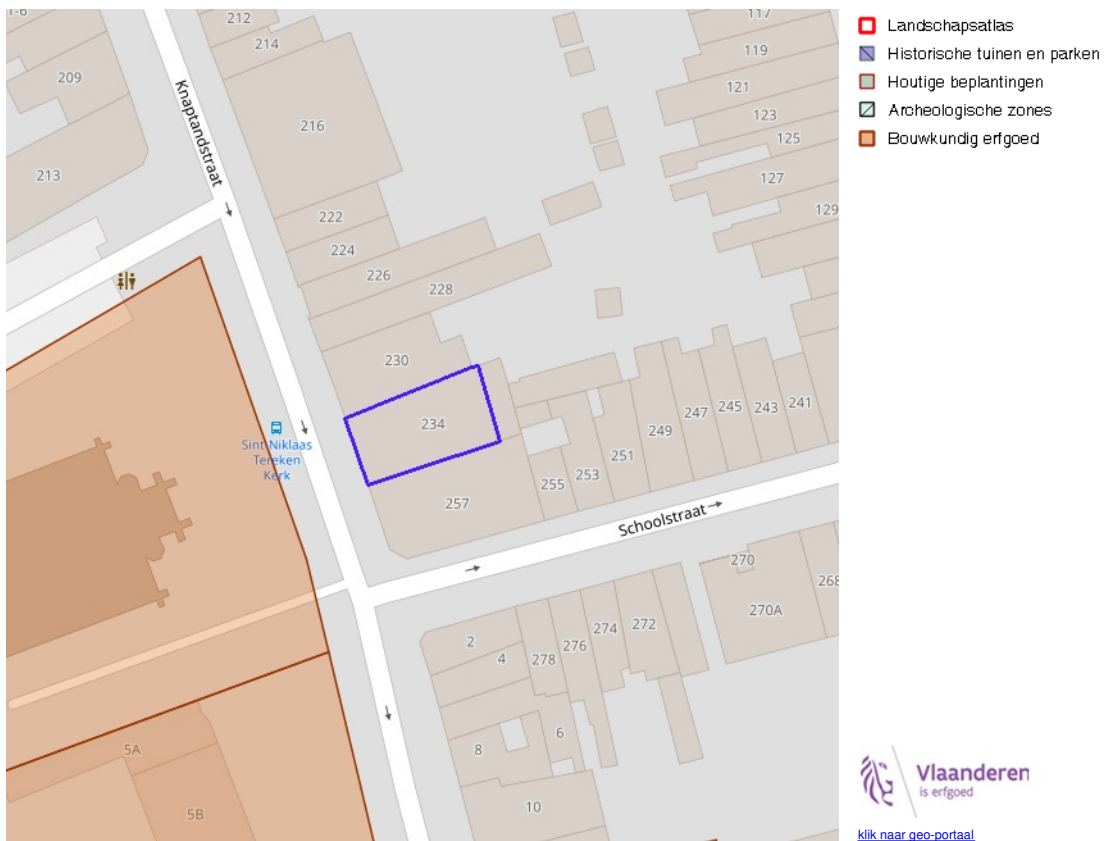 1-6
212
214
209
216
213
Knaptandstraat
222
224
226
228
230
234
117
119
121
123
125
127
129
Sint Niklaas
Tereken
Kerk
257
255
253
251
249
247
245
243
241
Schoolstraat
270
270A
268
2
4
278
276
274
272
6
8
10
5A
5B
Landschapsatlas
Historische tuinen en parken
Houtige beplantingen
Archeologische zones
Bouwkundig erfgoed
Vlaanderen
is erfgoed
klik naar geo-portaal